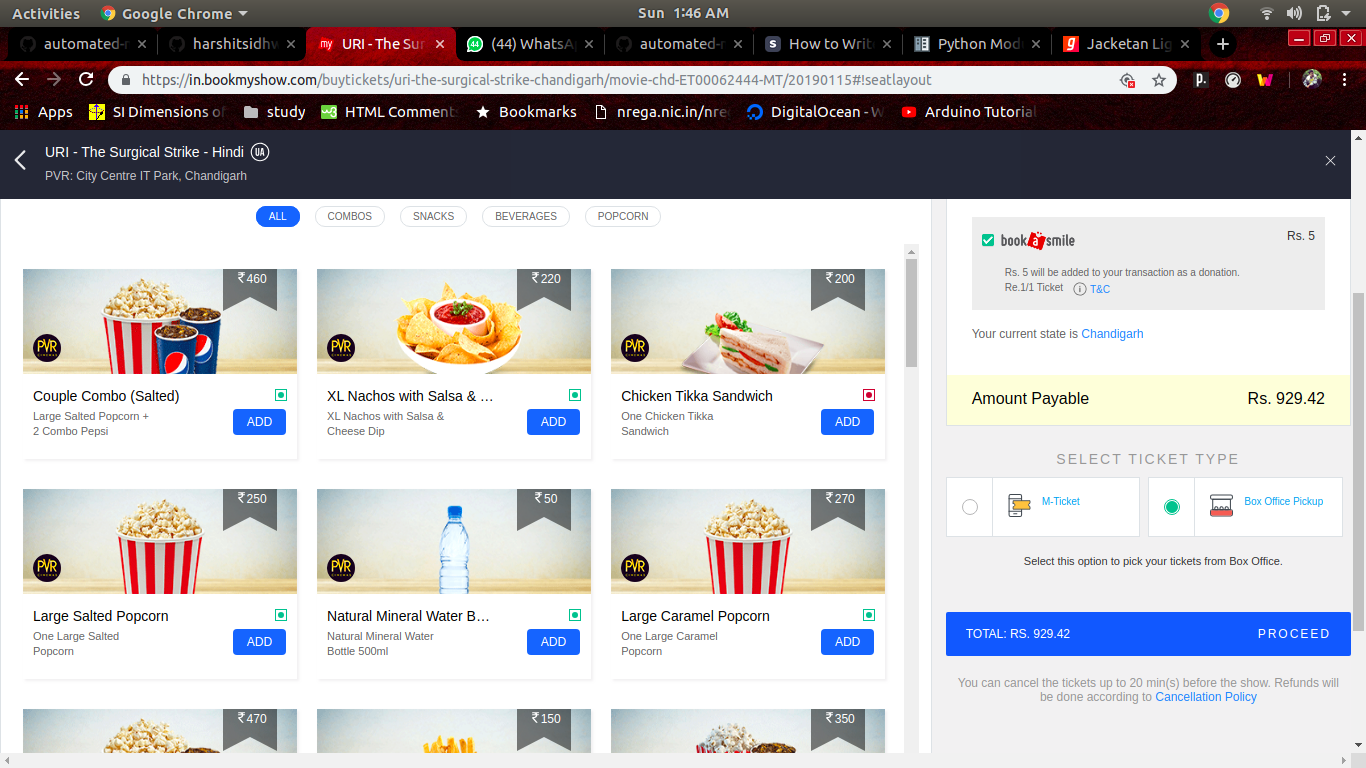 Activities
Google Chrome
Sun 1:46 AM
automated-r
harshitsidhw
my URI - The Sur
(44) WhatsA
automated-r
S How to Write
Python Mod
g Jacketan Lig
https://in.bookmyshow.com/buytickets/uri-the-surgical-strike-chandigarh/movie-chd-ET00062444-MT/20190115#!seatlayout
Apps
SI Dimensions of
study
HTML Comment
Bookmarks
nrega.nic.in/nre
DigitalOcean - W
Arduino Tutorial
URI - The Surgical Strike - Hindi UA
PVR: City Centre IT Park, Chandigarh
ALL
COMBOS
SNACKS
BEVERAGES
POPCORN
₹460
PVR
CINEMAS
Couple Combo (Salted)
Large Salted Popcorn +
2 Combo Pepsi
ADD
₹220
PVR
CINEMAS
XL Nachos with Salsa & …
XL Nachos with Salsa &
Cheese Dip
ADD
₹200
PVR
CINEMAS
Chicken Tikka Sandwich
One Chicken Tikka
Sandwich
ADD
₹250
PVR
CINEMAS
Large Salted Popcorn
One Large Salted
Popcorn
ADD
₹50
Natural Mineral Water B…
Natural Mineral Water
Bottle 500ml
ADD
₹270
PVR
CINEMAS
Large Caramel Popcorn
One Large Caramel
Popcorn
ADD
₹470
₹150
₹350
book a smile
Rs. 5
Rs. 5 will be added to your transaction as a donation.
Re.1/1 Ticket i T&C
Your current state is Chandigarh
Amount Payable
Rs. 929.42
SELECT TICKET TYPE
M-Ticket
Box Office Pickup
Select this option to pick your tickets from Box Office.
TOTAL: RS. 929.42
PROCEED
You can cancel the tickets up to 20 min(s) before the show. Refunds will
be done according to Cancellation Policy